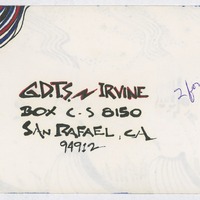 G.D.T.S. IRVINE
BOX C.S 8150
SAN RAFAEL, CA
94912